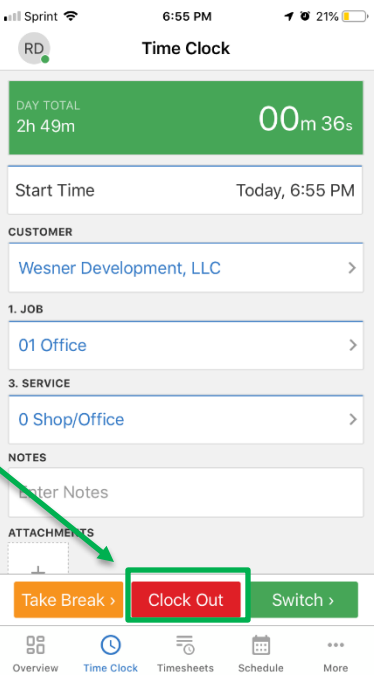 Sprint 6:55 PM 21%
RD Time Clock
DAY TOTAL
2h 49m 00m 36s
Start Time Today, 6:55 PM
CUSTOMER
Wesner Development, LLC
1. JOB
01 Office
3. SERVICE
0 Shop/Office
NOTES
Enter Notes
ATTACHMENTS
+
Take Break › Clock Out Switch ›
Overview Time Clock Timesheets Schedule More